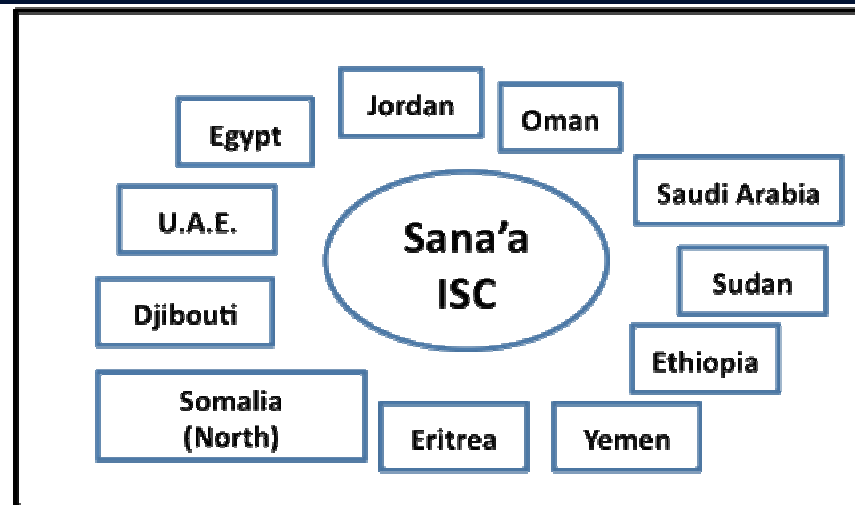 Jordan
Oman
Egypt
Saudi Arabia
U.A.E.
Sana’a
ISC
Sudan
Djibouti
Ethiopia
Somalia
(North)
Eritrea
Yemen